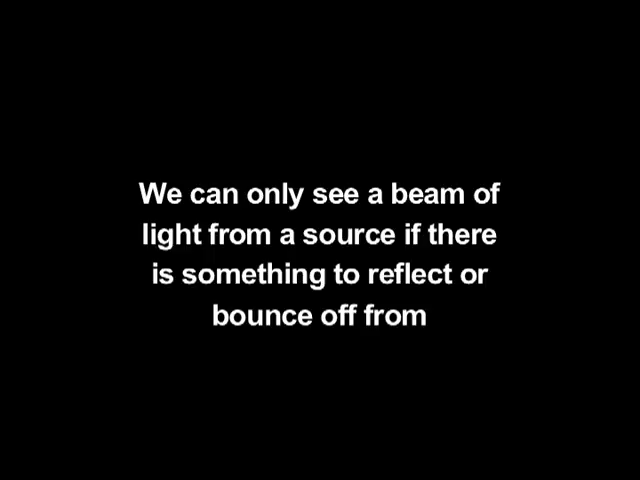 We can only see a beam of
light from a source if there
is something to reflect or
bounce off from